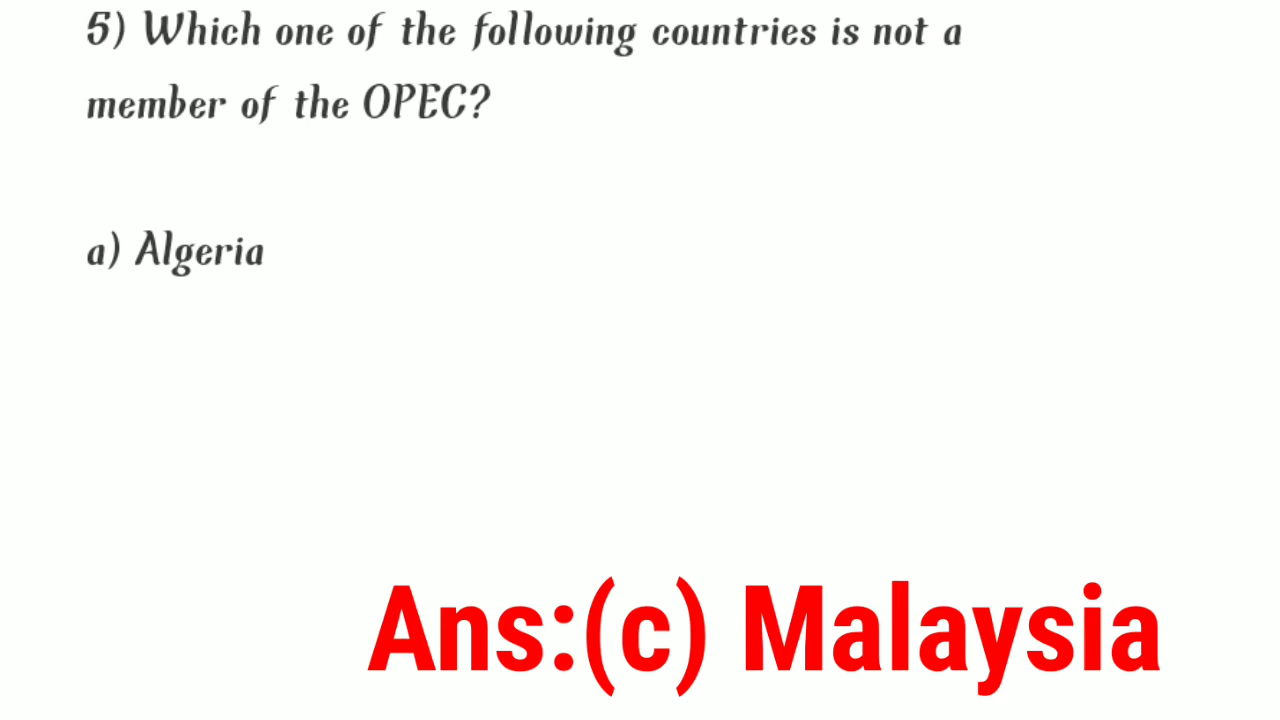 5) Which one of the following countries is not a
member of the OPEC?
a) Algeria
Ans:(c) Malaysia